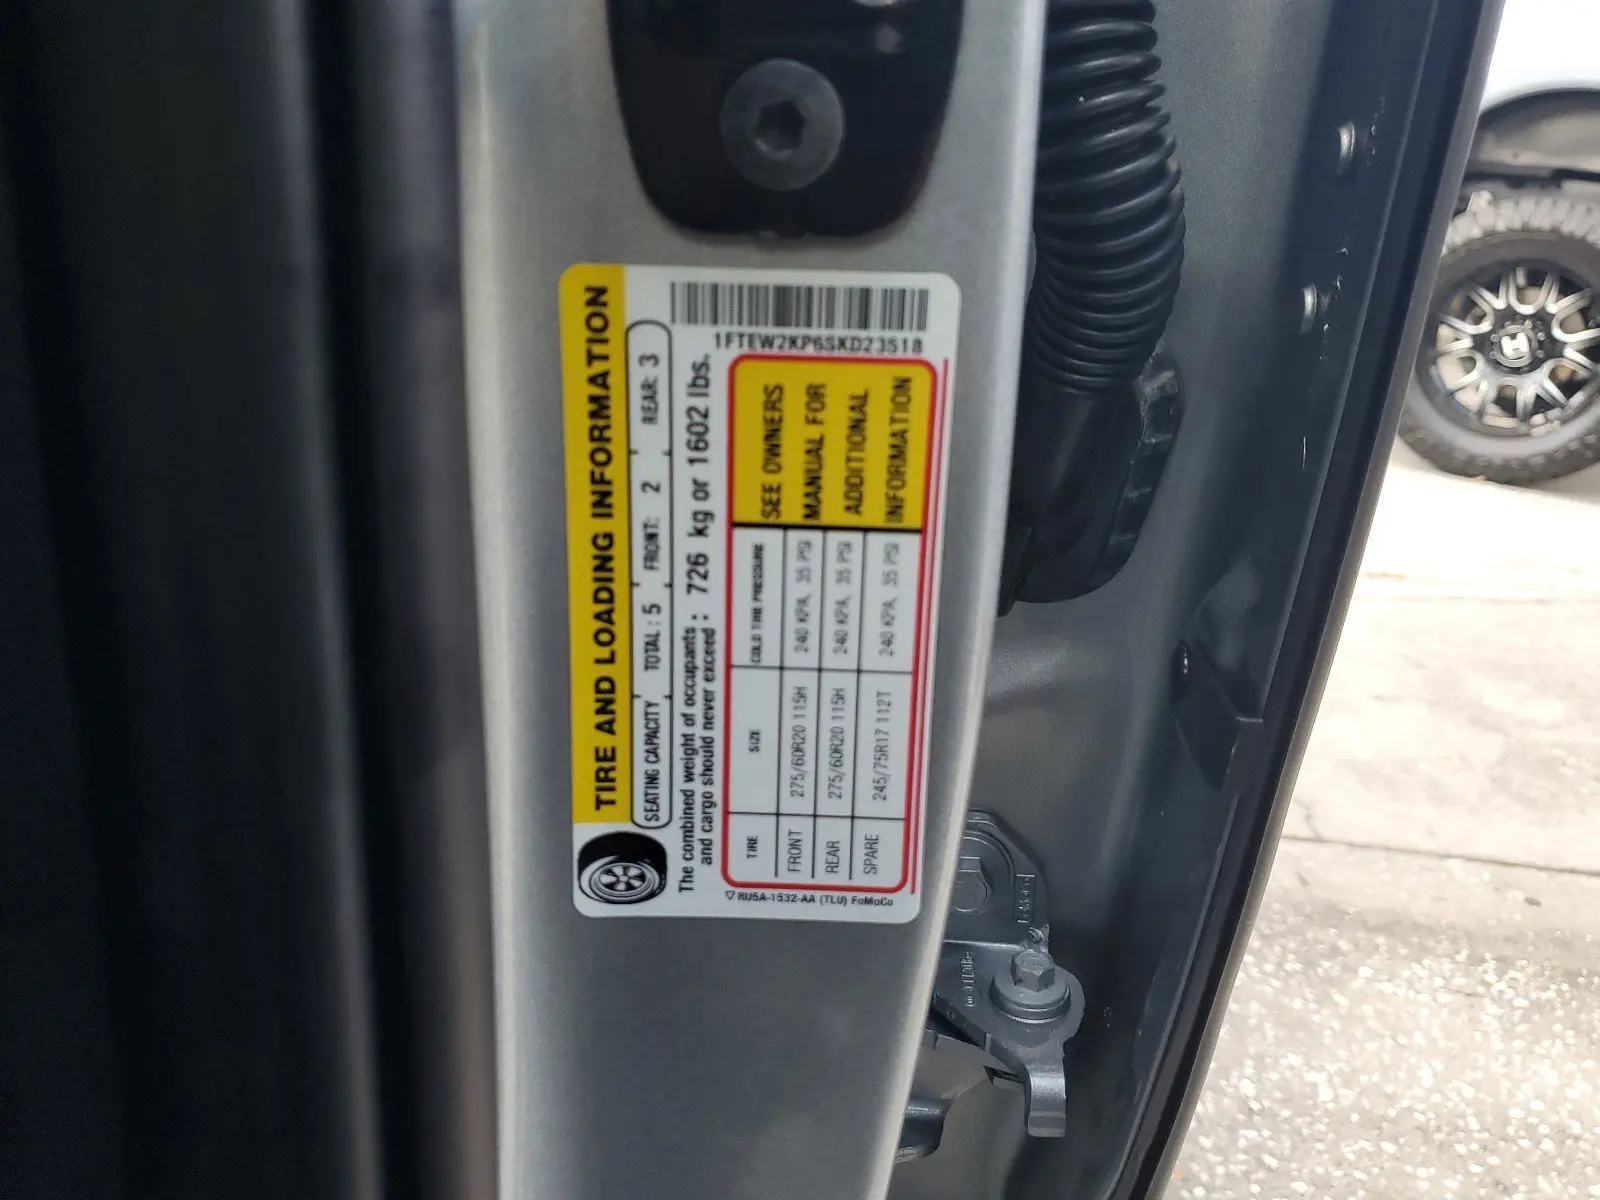 1FTEW2KP6SKD23518
TIRE AND LOADING INFORMATION
SEATING CAPACITY TOTAL : 5 FRONT: 2 REAR: 3
The combined weight of occupants
and cargo should never exceed : 726 kg or 1602 lbs.
TIRE SIZE COLD TIRE PRESSURE
FRONT 275/60R20 115H 240 KPA, 35 PSI
REAR 275/60R20 115H 240 KPA, 35 PSI
SPARE 245/75R17 112T 240 KPA, 35 PSI
SEE OWNERS
MANUAL FOR
ADDITIONAL
INFORMATION
RU5A-1532-AA (TLU) FoMoCo